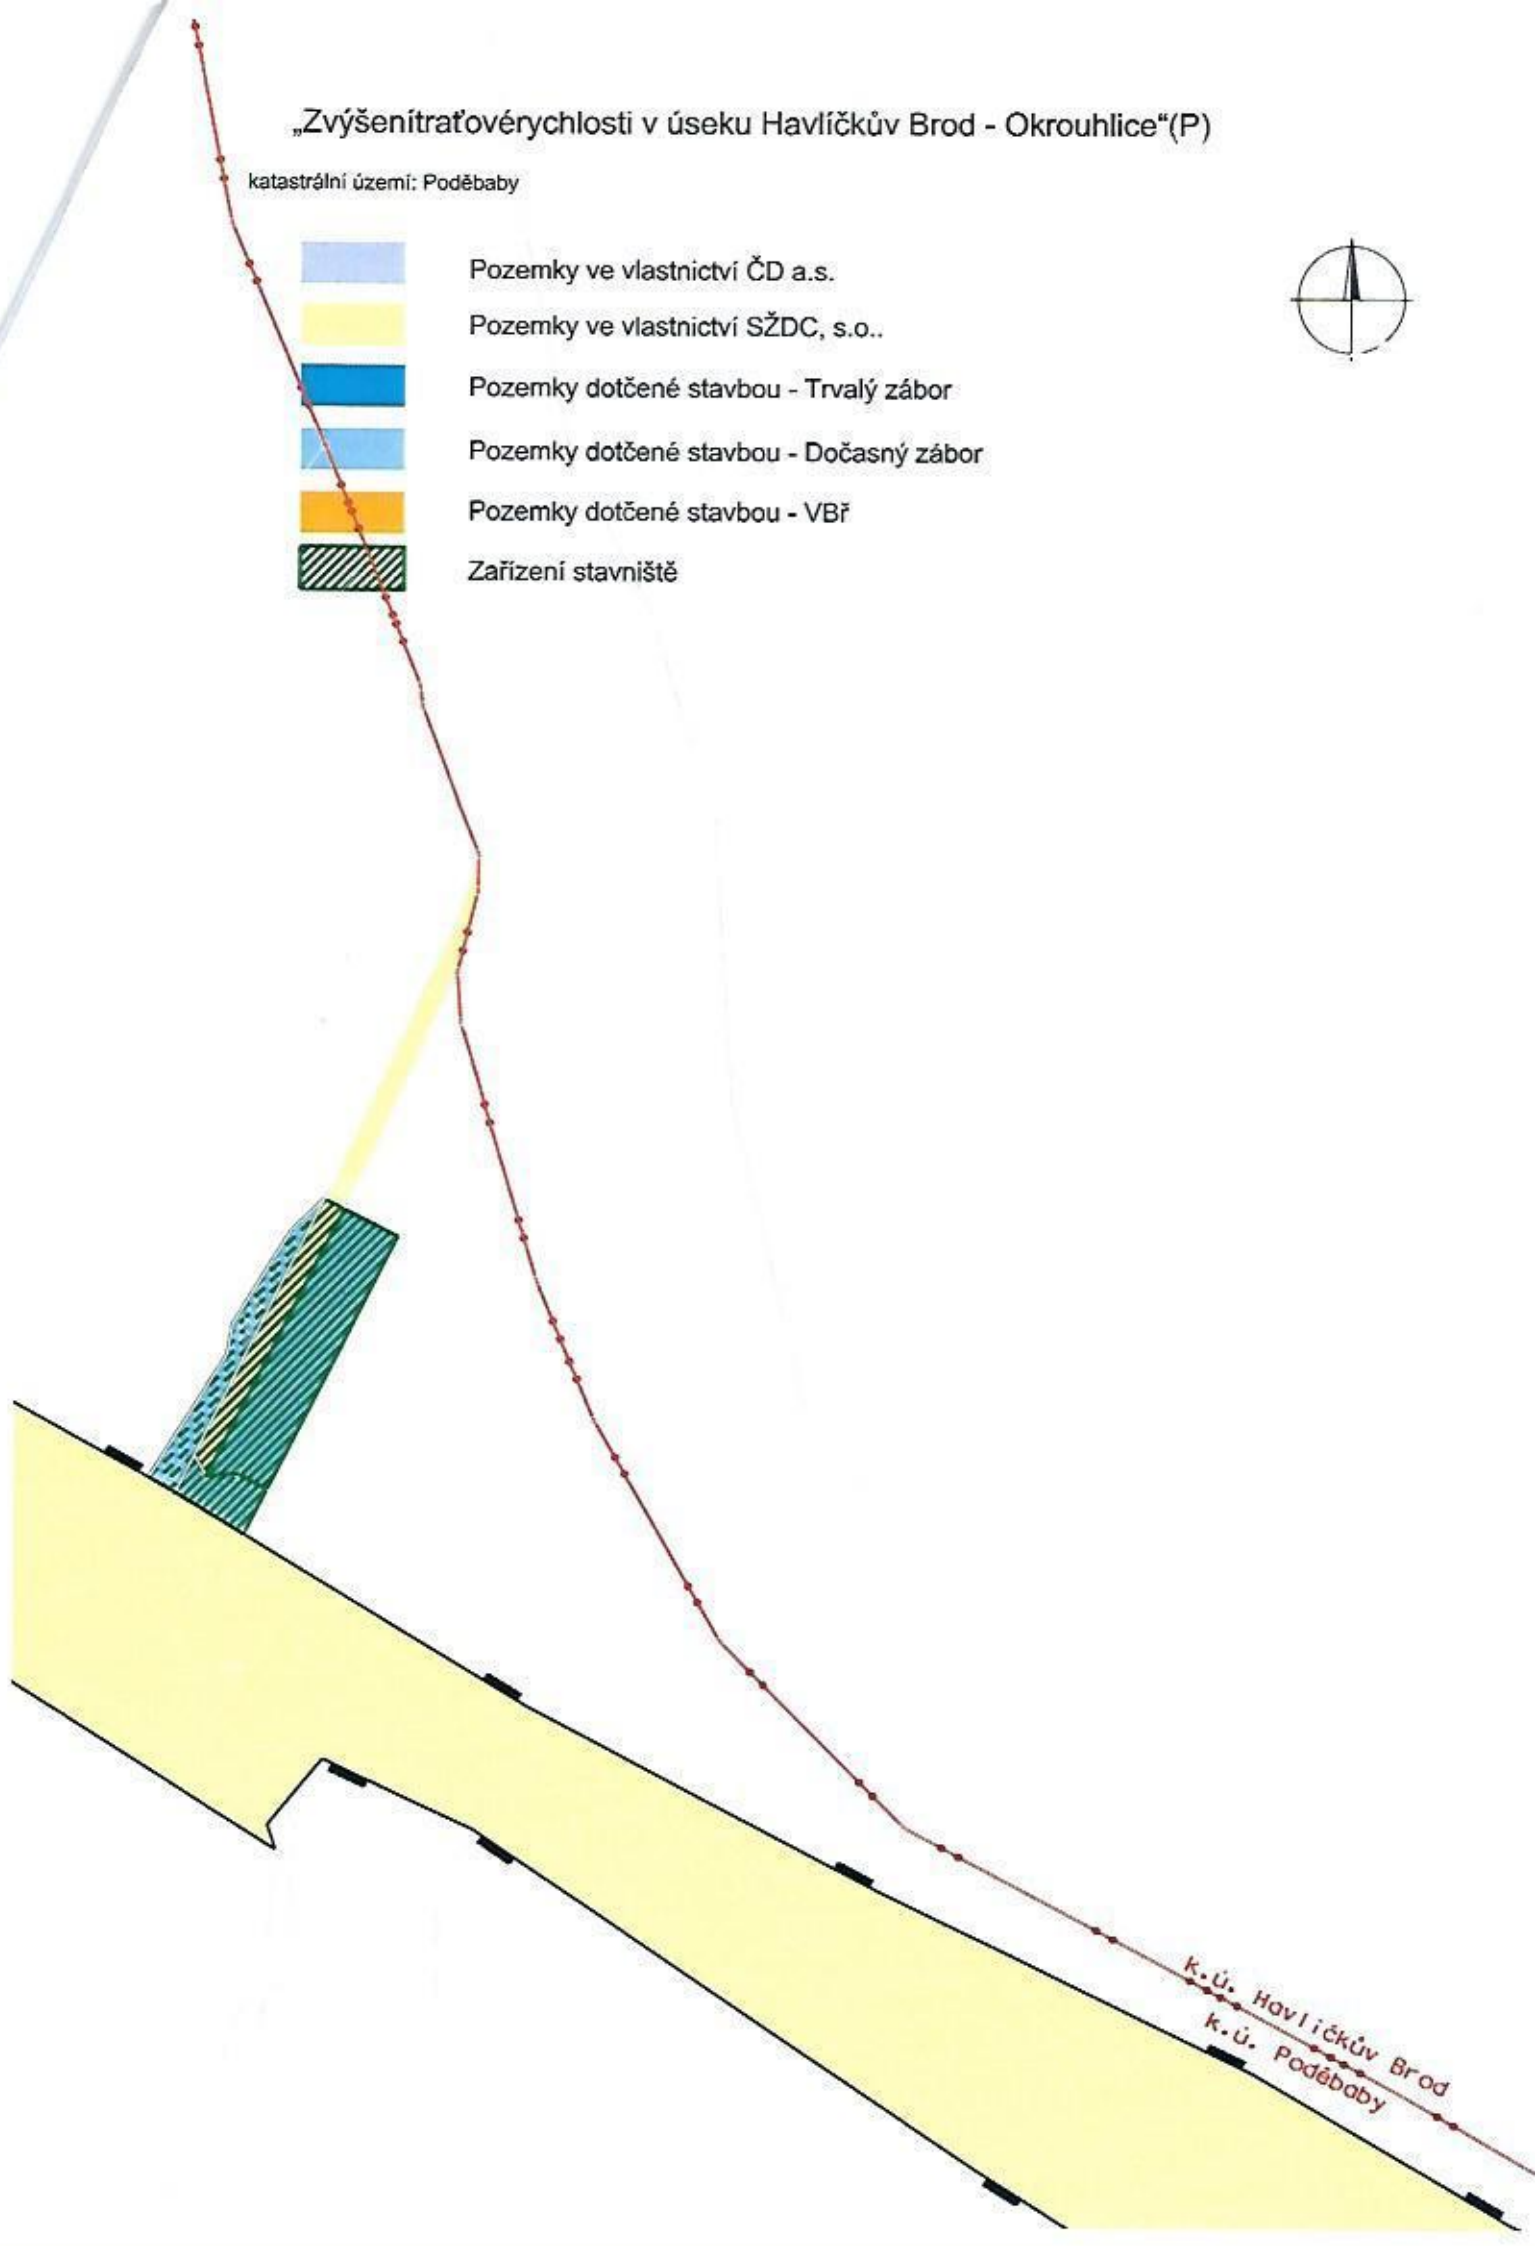 „Zvýšenítraťovérychlosti v úseku Havlíčkův Brod - Okrouhlice“(P)
katastrální území: Poděbaby
Pozemky ve vlastnictví ČD a.s.
Pozemky ve vlastnictví SŽDC, s.o..
Pozemky dotčené stavbou - Trvalý zábor
Pozemky dotčené stavbou - Dočasný zábor
Pozemky dotčené stavbou - VBř
Zařízení stavniště
k.ú. Havlíčkův Brod
k.ú. Poděbaby